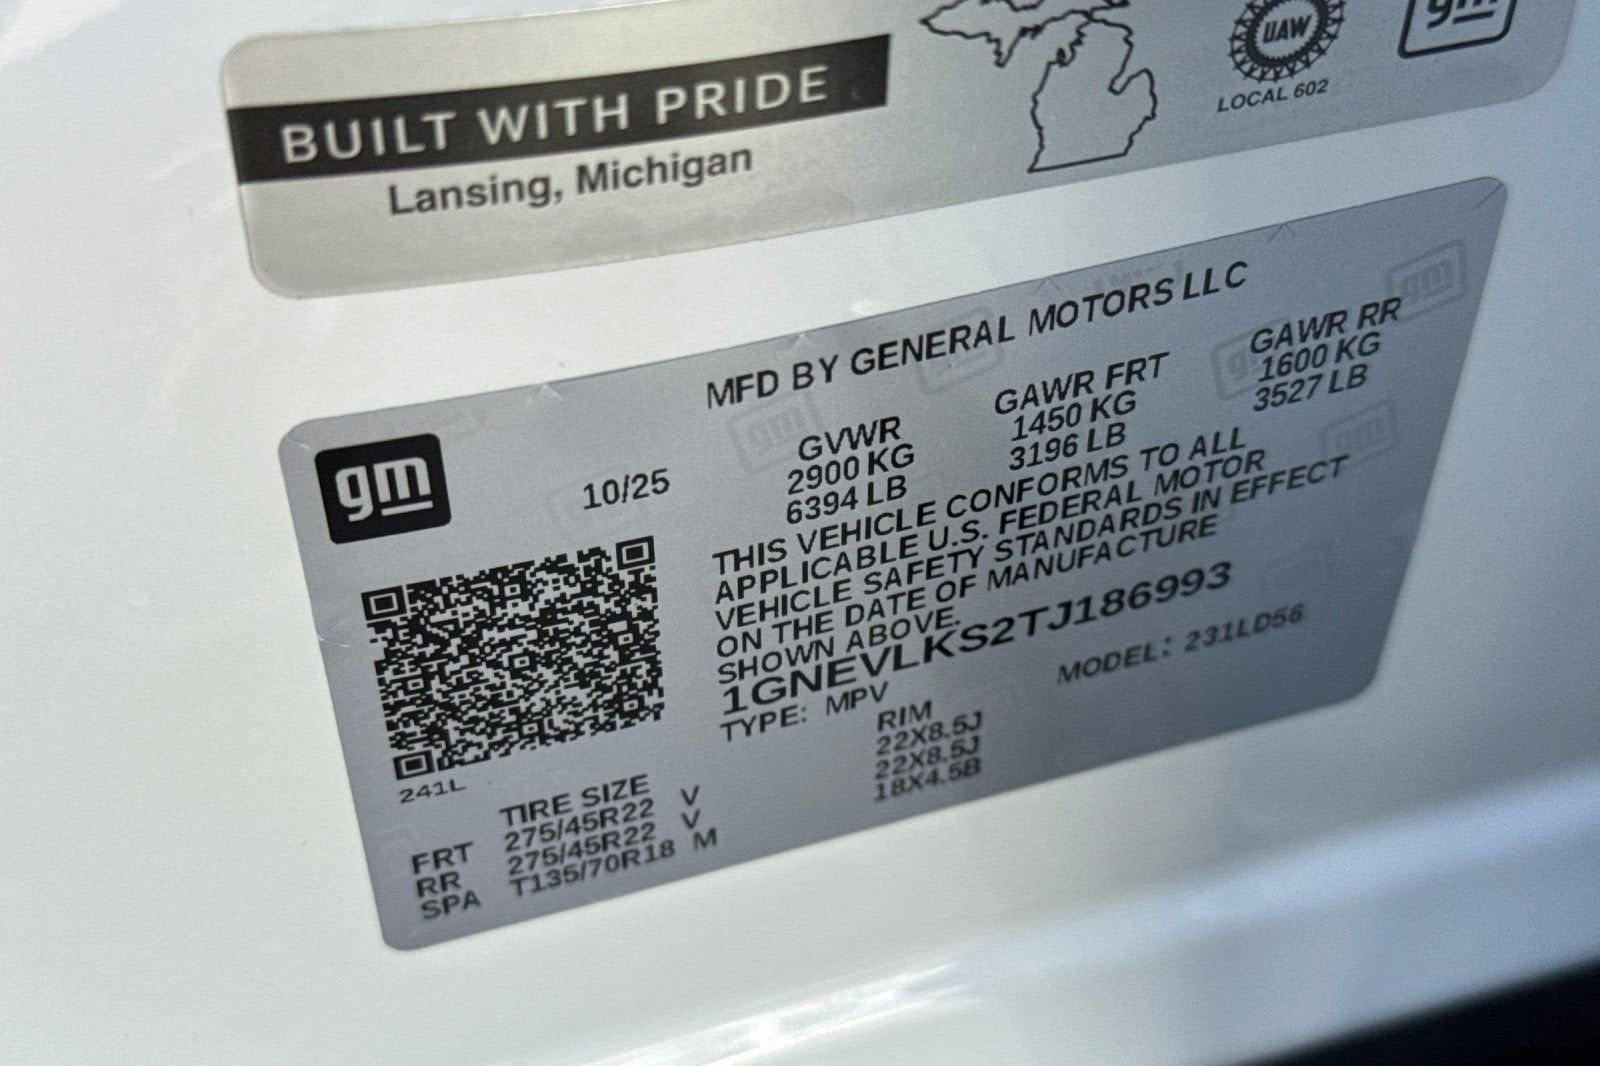 BUILT WITH PRIDE
Lansing, Michigan
UAW
LOCAL 602
gm
MFD BY GENERAL MOTORS LLC
gm
10/25
GVWR GAWR FRT GAWR RR
2900 KG 1450 KG 1600 KG
6394 LB 3196 LB 3527 LB
THIS VEHICLE CONFORMS TO ALL
APPLICABLE U.S. FEDERAL MOTOR
VEHICLE SAFETY STANDARDS IN EFFECT
ON THE DATE OF MANUFACTURE
SHOWN ABOVE.
1GNEVLKS2TJ186993
TYPE: MPV MODEL: 231LD56
241L
TIRE SIZE RIM
FRT 275/45R22 V 22X8.5J
RR 275/45R22 V 22X8.5J
SPA T135/70R18 M 18X4.5B